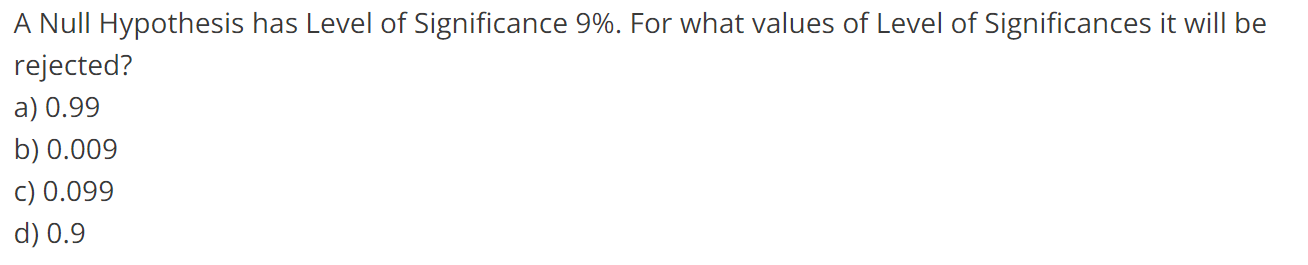 A Null Hypothesis has Level of Significance 9%. For what values of Level of Significances it will be
rejected?
a) 0.99
b) 0.009
c) 0.099
d) 0.9